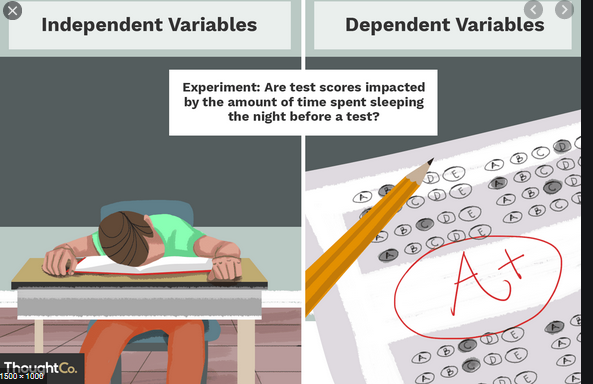 Independent Variables
Dependent Variables
Experiment: Are test scores impacted
by the amount of time spent sleeping
the night before a test?
A B C D
D E
A B C D
C D E
A B C D E
A B C D E
A+
ThoughtCo.
1500 × 1000